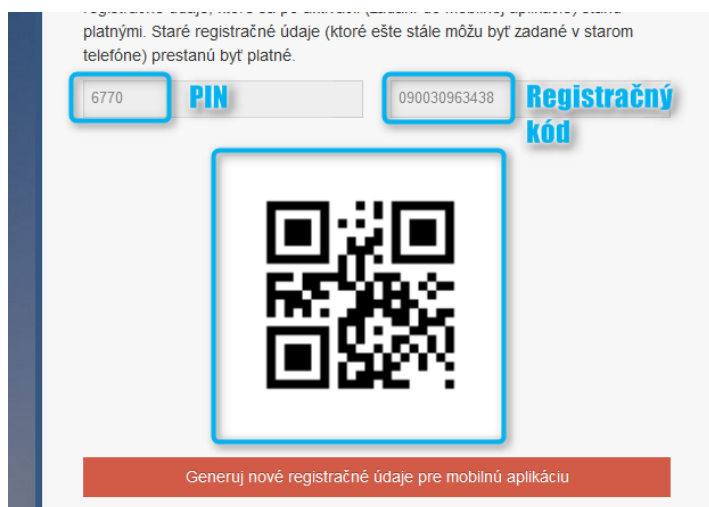 platnými. Staré registračné údaje (ktoré ešte stále môžu byť zadané v starom
telefóne) prestanú byť platné.
6770 PIN 090030963438 Registračný
kód
Generuj nové registračné údaje pre mobilnú aplikáciu